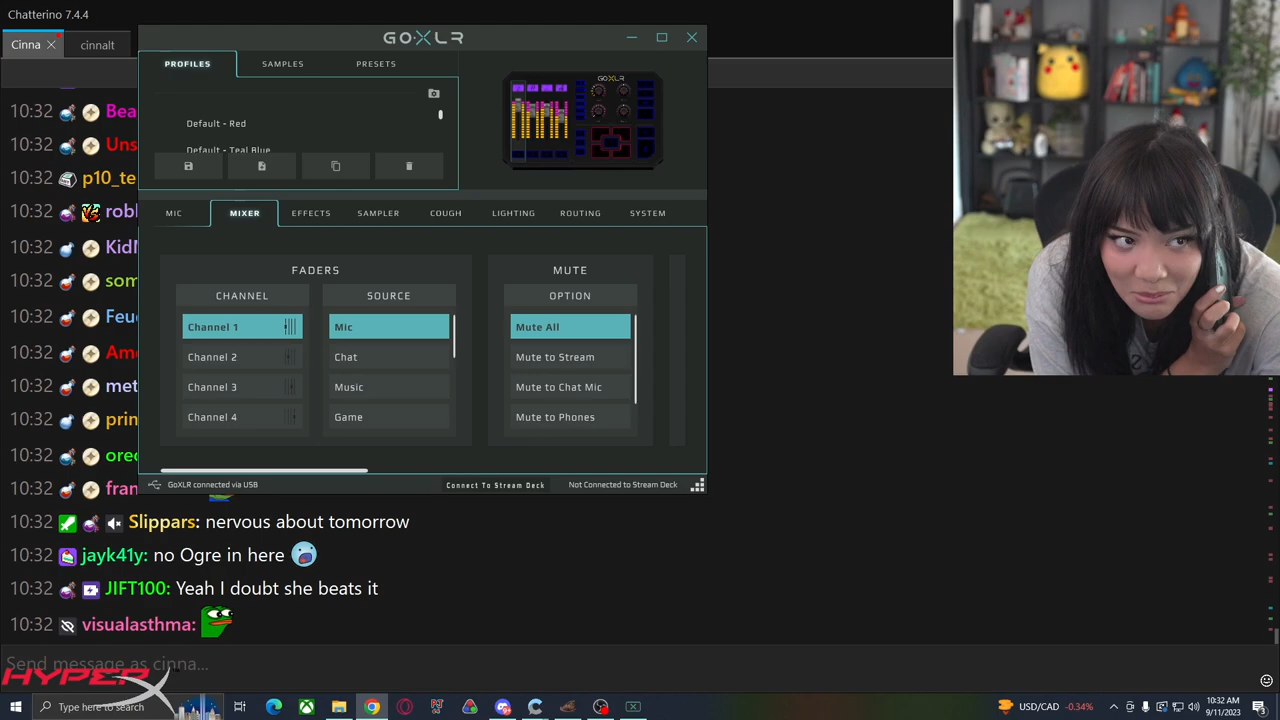 Chatterino 7.4.4
Cinna
cinnalt
GOXLR
PROFILES
SAMPLES
PRESETS
Default - Red
Default - Teal Blue
GOXLR
MIC
MIXER
EFFECTS
SAMPLER
COUGH
LIGHTING
ROUTING
SYSTEM
FADERS
MUTE
CHANNEL
SOURCE
OPTION
Channel 1
Mic
Mute All
Channel 2
Chat
Mute to Stream
Channel 3
Music
Mute to Chat Mic
Channel 4
Game
Mute to Phones
GoXLR connected via USB
Connect To Stream Deck
Not Connected to Stream Deck
10:32 Bea
10:32 Uns
10:32 p10_te
10:32 robl
10:32 KidM
10:32 som
10:32 Feu
10:32 Ame
10:32 met
10:32 prin
10:32 ored
10:32 fran
10:32 Slippars: nervous about tomorrow
10:32 jayk41y: no Ogre in here
10:32 JIFT100: Yeah I doubt she beats it
10:32 visualasthma:
Send message as cinna...
HYPERX
Type here to search
USD/CAD -0.34%
10:32 AM
9/11/2023